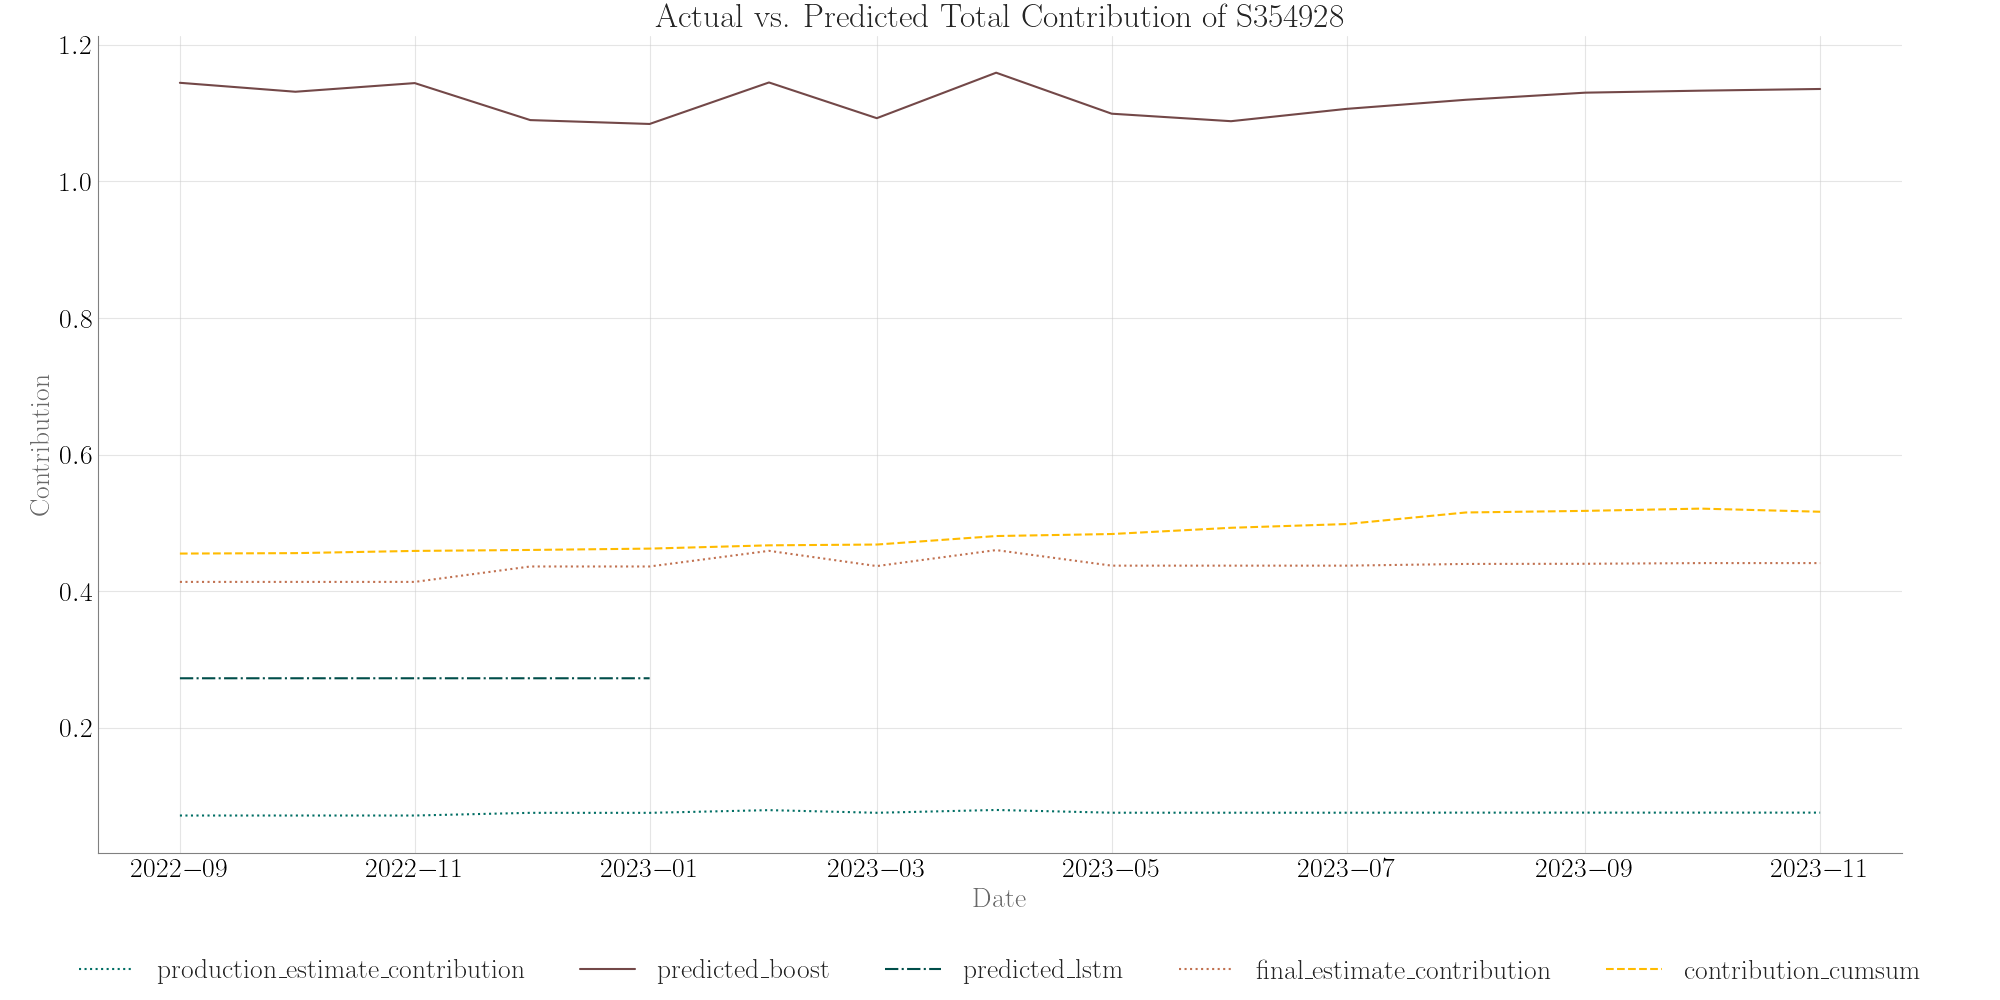 Actual vs. Predicted Total Contribution of S354928
1.2
1.0
0.8
0.6
0.4
0.2
Contribution
2022−09 2022−11 2023−01 2023−03 2023−05 2023−07 2023−09 2023−11
Date
production_estimate_contribution predicted_boost predicted_lstm final_estimate_contribution contribution_cumsum